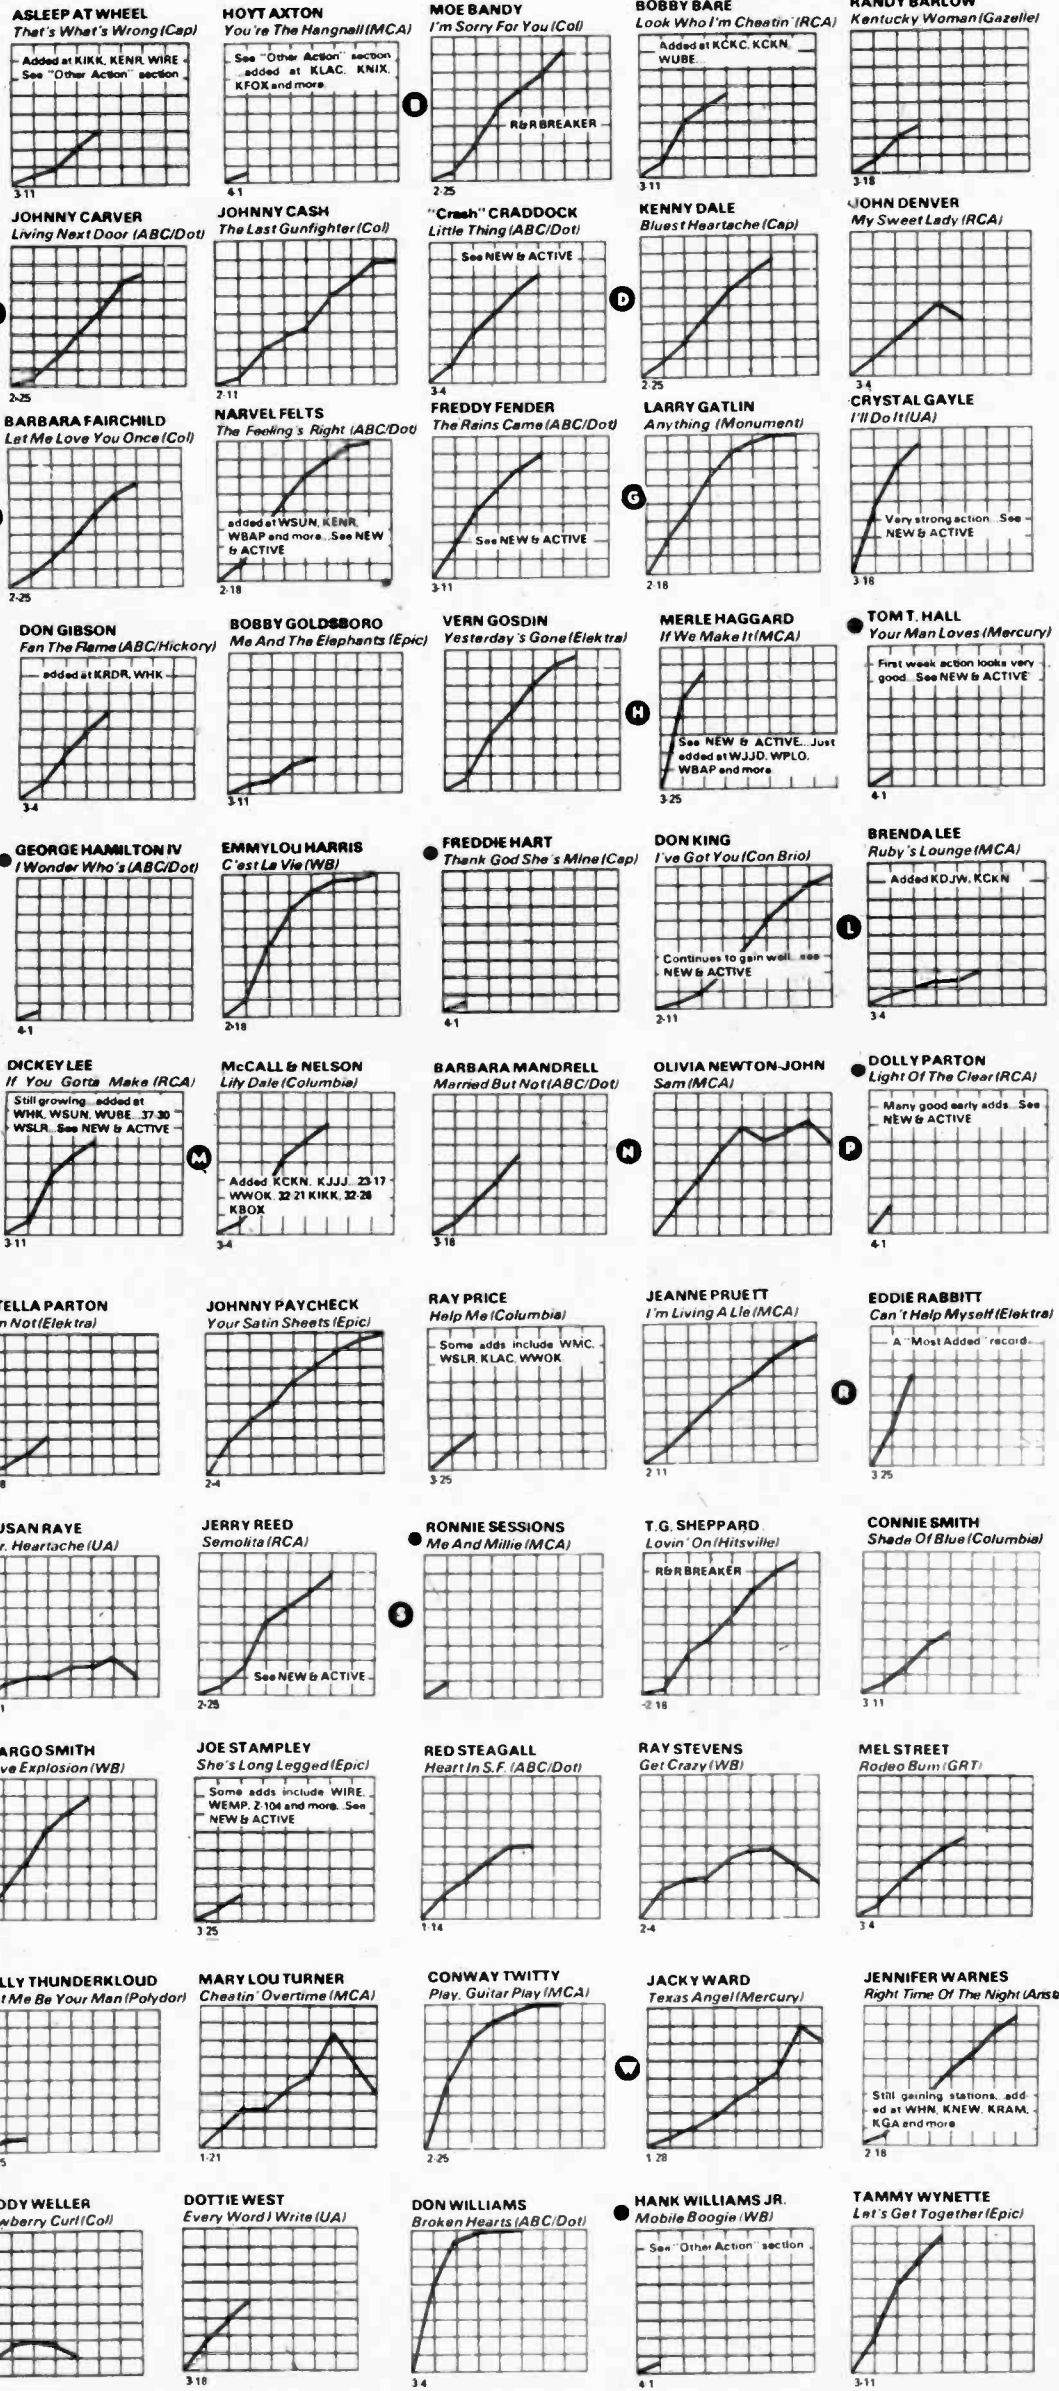 ASLEEP AT WHEEL
That's What's Wrong (Cap)
Added at KIKK, KENR, WIRE
See "Other Action" section
3-11
HOYT AXTON
You're The Hangnail (MCA)
See "Other Action" section
...added at KLAC, KNIX,
KFOX and more
4-1
B
MOE BANDY
I'm Sorry For You (Col)
R&R BREAKER
2-25
BOBBY BARE
Look Who I'm Cheatin' (RCA)
Added at KCKC, KCKN,
WUBE...
3-11
RANDY BARLOW
Kentucky Woman (Gazelle)
3-18
JOHNNY CARVER
Living Next Door (ABC/Dot)
2-25
JOHNNY CASH
The Last Gunfighter (Col)
2-11
"Crash" CRADDOCK
Little Thing (ABC/Dot)
See NEW & ACTIVE
3-4
D
KENNY DALE
Bluest Heartache (Cap)
2-25
JOHN DENVER
My Sweet Lady (RCA)
3-4
BARBARA FAIRCHILD
Let Me Love You Once (Col)
2-25
NARVEL FELTS
The Feeling's Right (ABC/Dot)
added at WSUN, KENR,
WBAP and more...See NEW
& ACTIVE
2-18
FREDDY FENDER
The Rains Came (ABC/Dot)
See NEW & ACTIVE
3-11
G
LARRY GATLIN
Anything (Monument)
2-18
CRYSTAL GAYLE
I'll Do It (UA)
Very strong action...See
NEW & ACTIVE
3-18
DON GIBSON
Fan The Flame (ABC/Hickory)
added at KRDR, WHK
3-4
BOBBY GOLDSBORO
Me And The Elephants (Epic)
3-11
VERN GOSDIN
Yesterday's Gone (Elektra)
H
MERLE HAGGARD
If We Make It (MCA)
See NEW & ACTIVE...Just
added at WJJD, WPLO,
WBAP and more
3-25
TOM T. HALL
Your Man Loves (Mercury)
First week action looks very
good...See NEW & ACTIVE
4-1
GEORGE HAMILTON IV
I Wonder Who's (ABC/Dot)
4-1
EMMYLOU HARRIS
C'est La Vie (WB)
2-18
FREDDIE HART
Thank God She's Mine (Cap)
4-1
DON KING
I've Got You (Con Brio)
Continues to gain well...see
NEW & ACTIVE
2-11
L
BRENDA LEE
Ruby's Lounge (MCA)
Added KDJW, KCKN
3-4
DICKEY LEE
If You Gotta Make (RCA)
Still growing...added at
WHK, WSUN, WUBE...37-30
WSLR...See NEW & ACTIVE
3-11
M
McCALL & NELSON
Lily Dale (Columbia)
Added KCKN, KJJJ...23-17
WWOK, 32-21 KIKK, 32-26
KBOX
3-4
BARBARA MANDRELL
Married But Not (ABC/Dot)
3-18
N
OLIVIA NEWTON-JOHN
Sam (MCA)
P
DOLLY PARTON
Light Of The Clear (RCA)
Many good early adds...See
NEW & ACTIVE
4-1
TELLA PARTON
n Not (Elektra)
8
JOHNNY PAYCHECK
Your Satin Sheets (Epic)
2-4
RAY PRICE
Help Me (Columbia)
Some adds include WMC,
WSLR, KLAC, WWOK
3-25
JEANNE PRUETT
I'm Living A Lie (MCA)
2 11
R
EDDIE RABBITT
Can't Help Myself (Elektra)
A "Most Added" record
3 25
USAN RAYE
r. Heartache (UA)
1
JERRY REED
Semolita (RCA)
See NEW & ACTIVE
2-25
S
RONNIE SESSIONS
Me And Millie (MCA)
T.G. SHEPPARD
Lovin' On (Hitsville)
R&R BREAKER
-2 18
CONNIE SMITH
Shade Of Blue (Columbia)
3 11
ARGO SMITH
ve Explosion (WB)
JOE STAMPLEY
She's Long Legged (Epic)
Some adds include WIRE,
WEMP, Z-104 and more...See
NEW & ACTIVE
3 25
RED STEAGALL
Heart In S.F. (ABC/Dot)
1-14
RAY STEVENS
Get Crazy (WB)
2-4
MEL STREET
Rodeo Bum (GRT)
3 4
LLY THUNDERKLOUD
t Me Be Your Man (Polydor)
5
MARY LOU TURNER
Cheatin' Overtime (MCA)
1-21
CONWAY TWITTY
Play, Guitar Play (MCA)
2-25
W
JACKY WARD
Texas Angel (Mercury)
1 28
JENNIFER WARNES
Right Time Of The Night (Arist
Still gaining stations...add-
ed at WHN, KNEW, KRAM,
KGA and more
2 18
DDY WELLER
wberry Curl (Col)
DOTTIE WEST
Every Word I Write (UA)
3-18
DON WILLIAMS
Broken Hearts (ABC/Dot)
3 4
HANK WILLIAMS JR.
Mobile Boogie (WB)
See "Other Action" section
4 1
TAMMY WYNETTE
Let's Get Together (Epic)
3-11